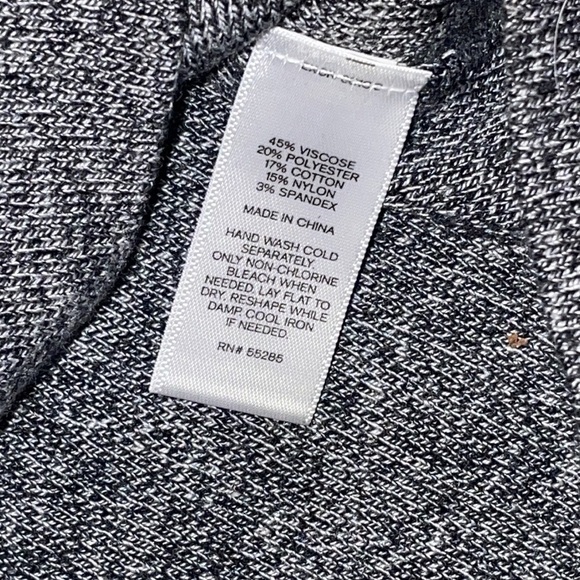 45% VISCOSE
20% POLYESTER
17% COTTON
15% NYLON
3% SPANDEX
MADE IN CHINA
HAND WASH COLD
SEPARATELY.
ONLY NON-CHLORINE
BLEACH WHEN
NEEDED. LAY FLAT TO
DRY. RESHAPE WHILE
DAMP. COOL IRON
IF NEEDED.
RN# 55285